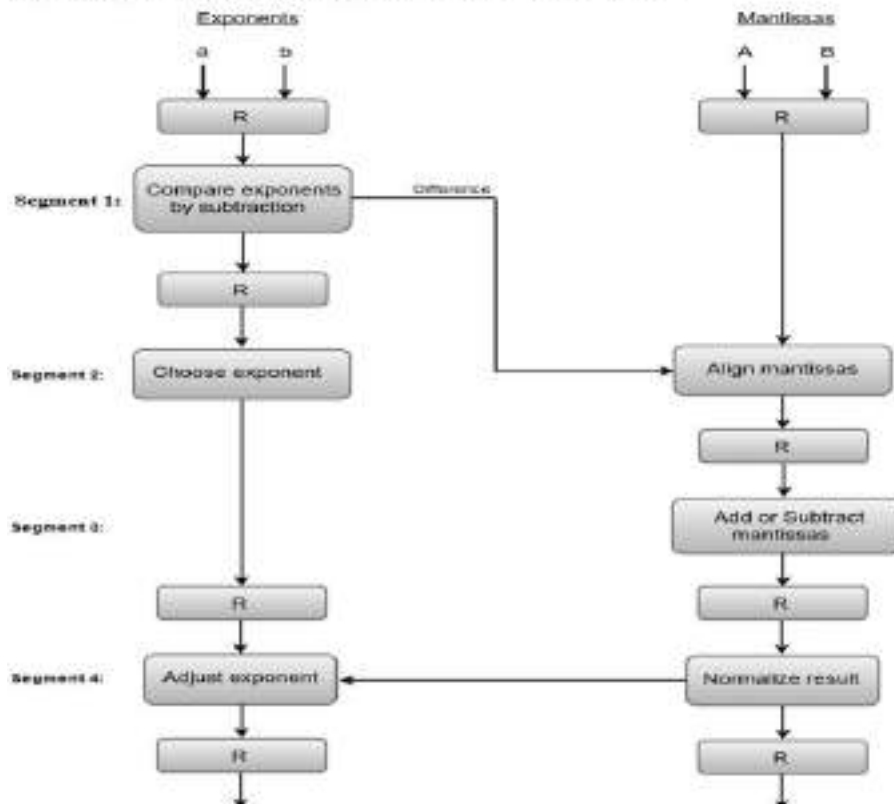 Exponents
Mantissas
a
b
A
B
R
R
Segment 1:
Compare exponents
by subtraction
Difference
R
Segment 2:
Choose exponent
Align mantissas
R
Segment 3:
Add or Subtract
mantissas
R
R
Segment 4:
Adjust exponent
Normalize result
R
R